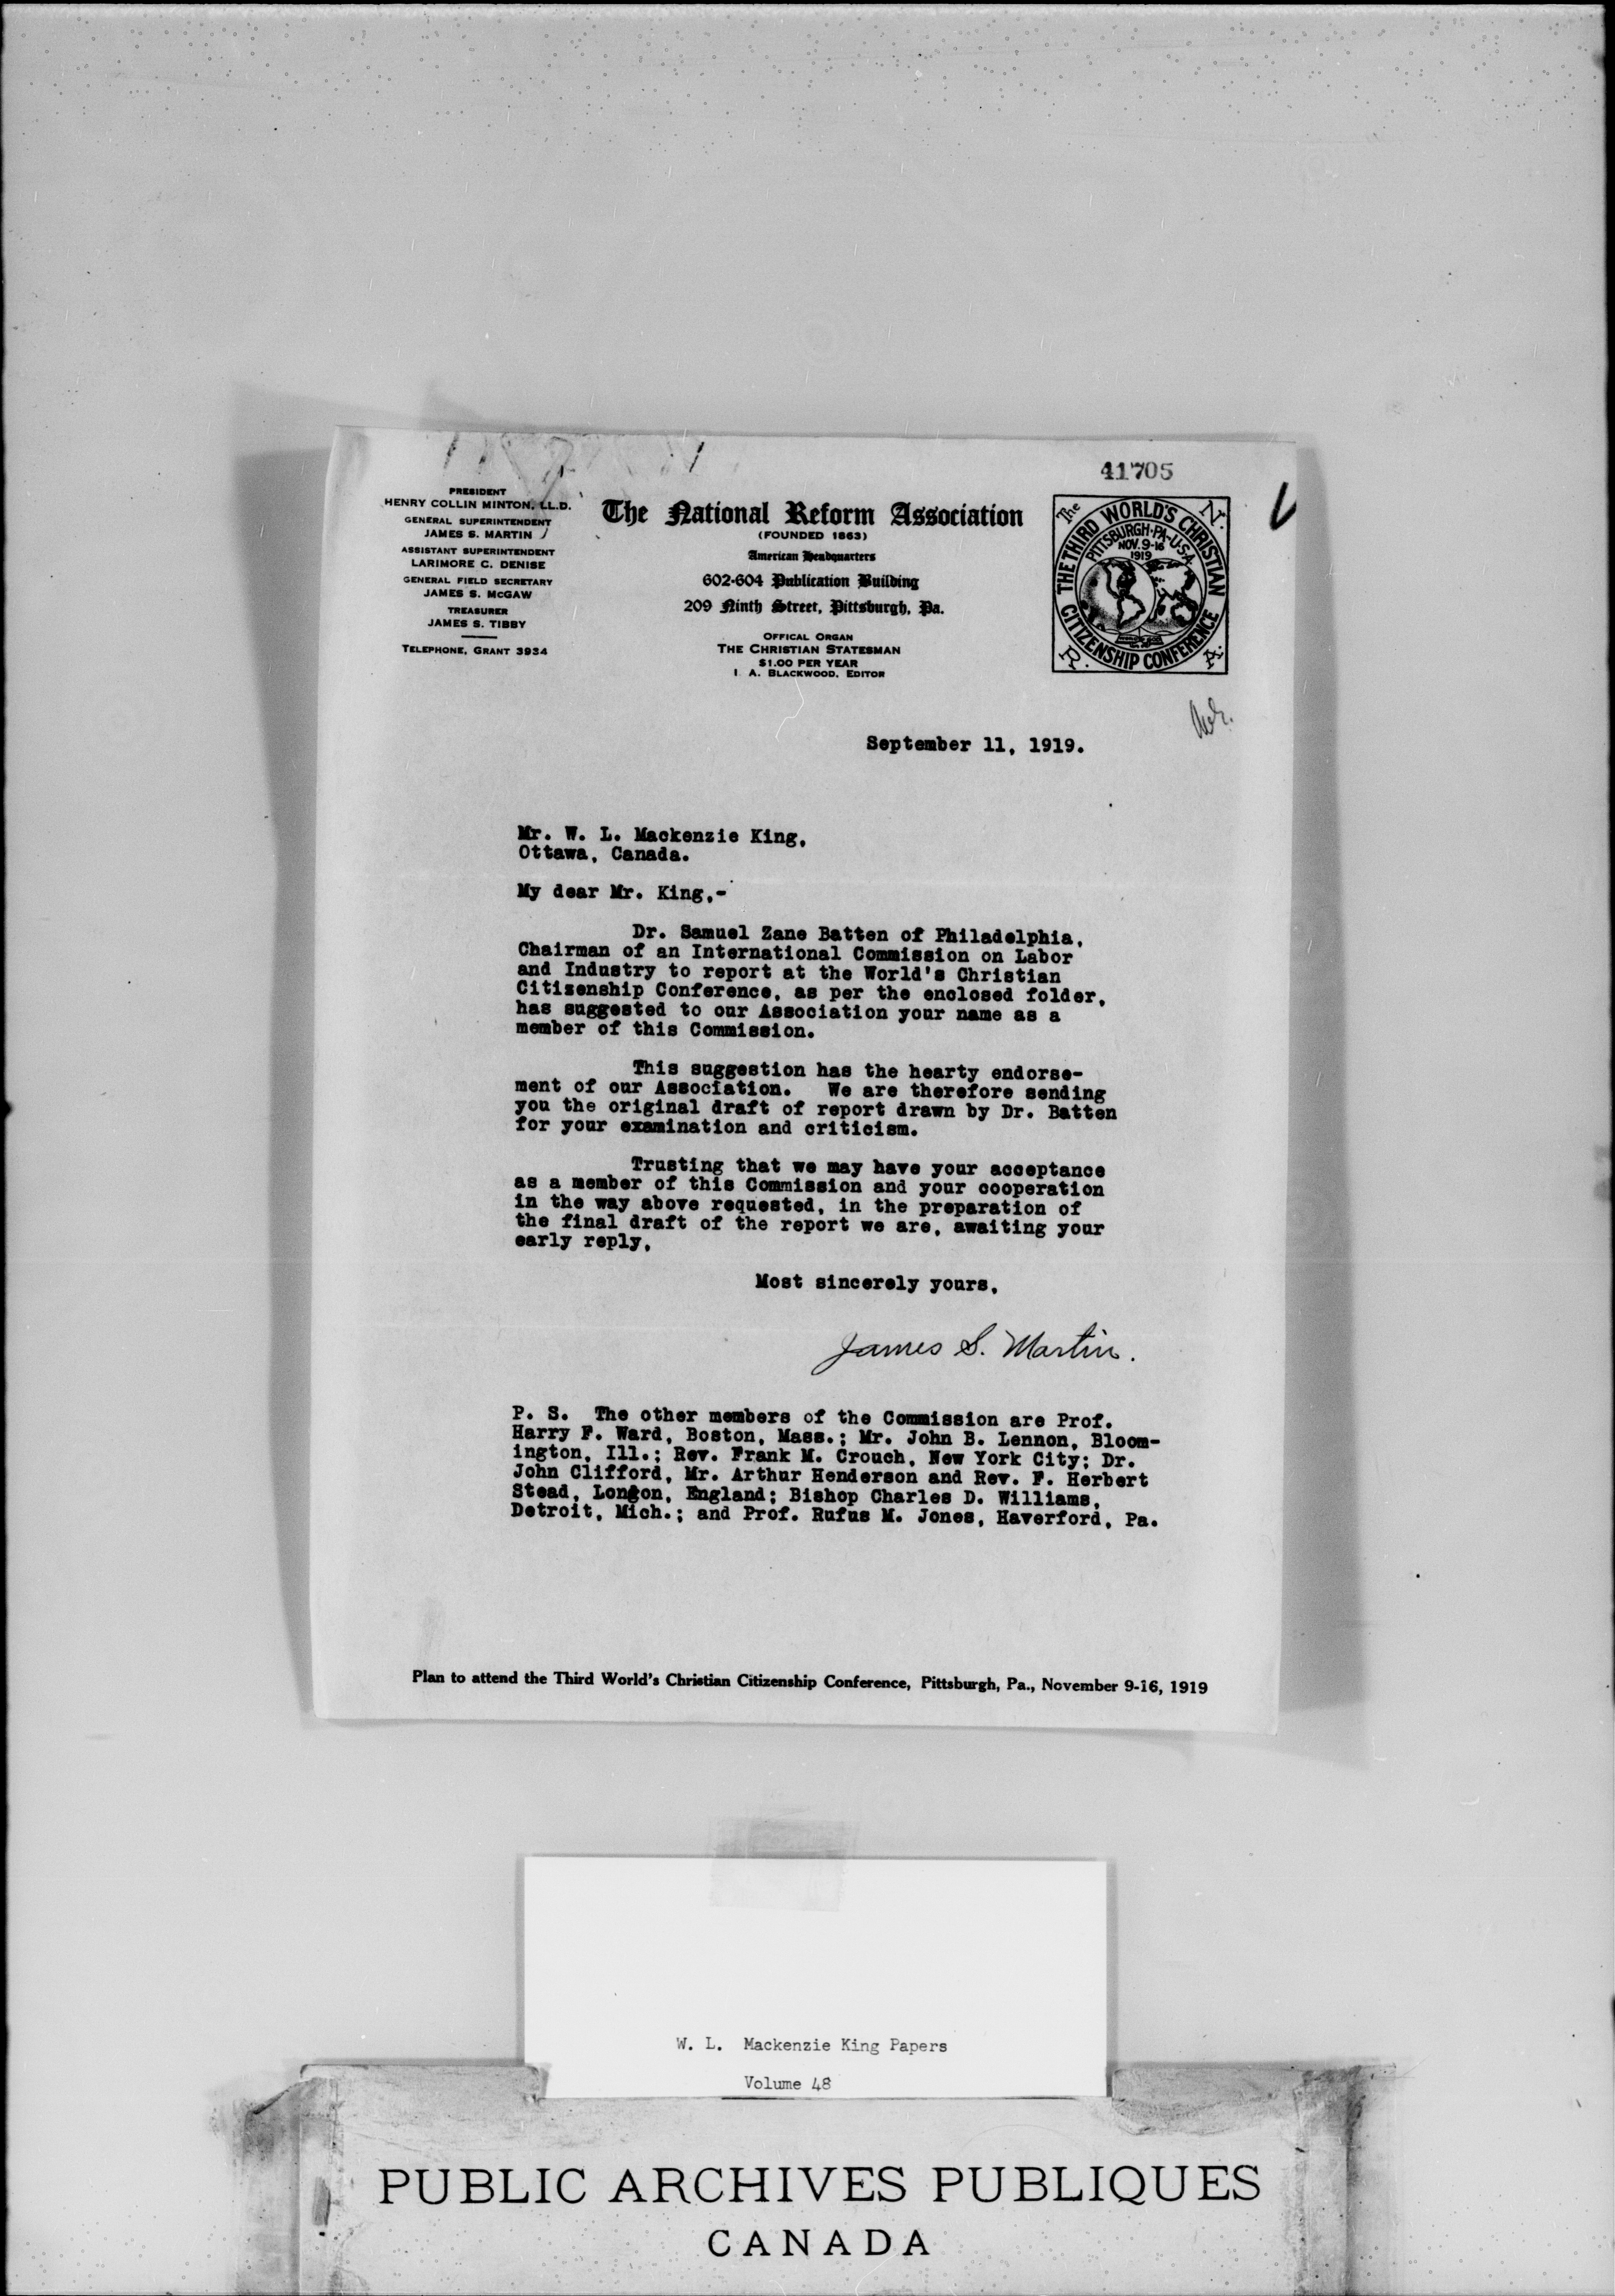 41705
PRESIDENT
HENRY COLLIN MINTON, LL.D.
GENERAL SUPERINTENDENT
JAMES S. MARTIN
ASSISTANT SUPERINTENDENT
LARIMORE C. DENISE
GENERAL FIELD SECRETARY
JAMES S. McGAW
TREASURER
JAMES S. TIBBY
TELEPHONE, GRANT 3934
The National Reform Association
(FOUNDED 1863)
American Headquarters
602-604 Publication Building
209 Ninth Street, Pittsburgh, Pa.
OFFICAL ORGAN
THE CHRISTIAN STATESMAN
$1.00 PER YEAR
I. A. BLACKWOOD, EDITOR
The N. R. A.
THE THIRD WORLD'S CHRISTIAN CITIZENSHIP CONFERENCE
PITTSBURGH·PA·U·S·A
NOV. 9-16
1919
September 11, 1919.
Mr. W. L. Mackenzie King,
Ottawa, Canada.
My dear Mr. King,-
Dr. Samuel Zane Batten of Philadelphia,
Chairman of an International Commission on Labor
and Industry to report at the World's Christian
Citizenship Conference, as per the enclosed folder,
has suggested to our Association your name as a
member of this Commission.
This suggestion has the hearty endorse-
ment of our Association. We are therefore sending
you the original draft of report drawn by Dr. Batten
for your examination and criticism.
Trusting that we may have your acceptance
as a member of this Commission and your cooperation
in the way above requested, in the preparation of
the final draft of the report we are, awaiting your
early reply,
Most sincerely yours,
James S. Martin.
P. S. The other members of the Commission are Prof.
Harry F. Ward, Boston, Mass.; Mr. John B. Lennon, Bloom-
ington, Ill.; Rev. Frank M. Crouch, New York City; Dr.
John Clifford, Mr. Arthur Henderson and Rev. F. Herbert
Stead, London, England; Bishop Charles D. Williams,
Detroit, Mich.; and Prof. Rufus M. Jones, Haverford, Pa.
Plan to attend the Third World's Christian Citizenship Conference, Pittsburgh, Pa., November 9-16, 1919
W. L. Mackenzie King Papers
Volume 48
PUBLIC ARCHIVES PUBLIQUES
CANADA